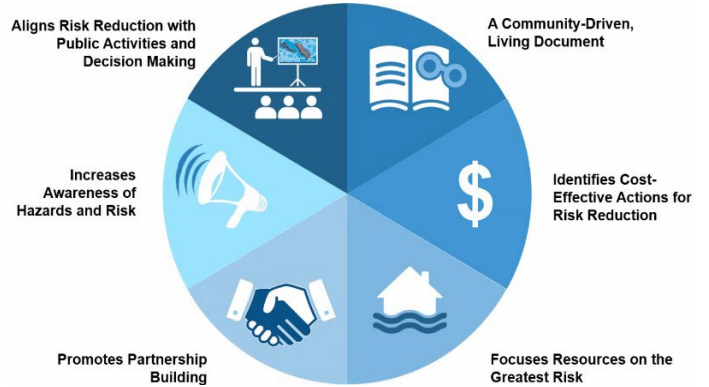 Aligns Risk Reduction with
Public Activities and
Decision Making
A Community-Driven,
Living Document
Increases
Awareness of
Hazards and Risk
$
Identifies Cost-
Effective Actions for
Risk Reduction
Promotes Partnership
Building
Focuses Resources on the
Greatest Risk